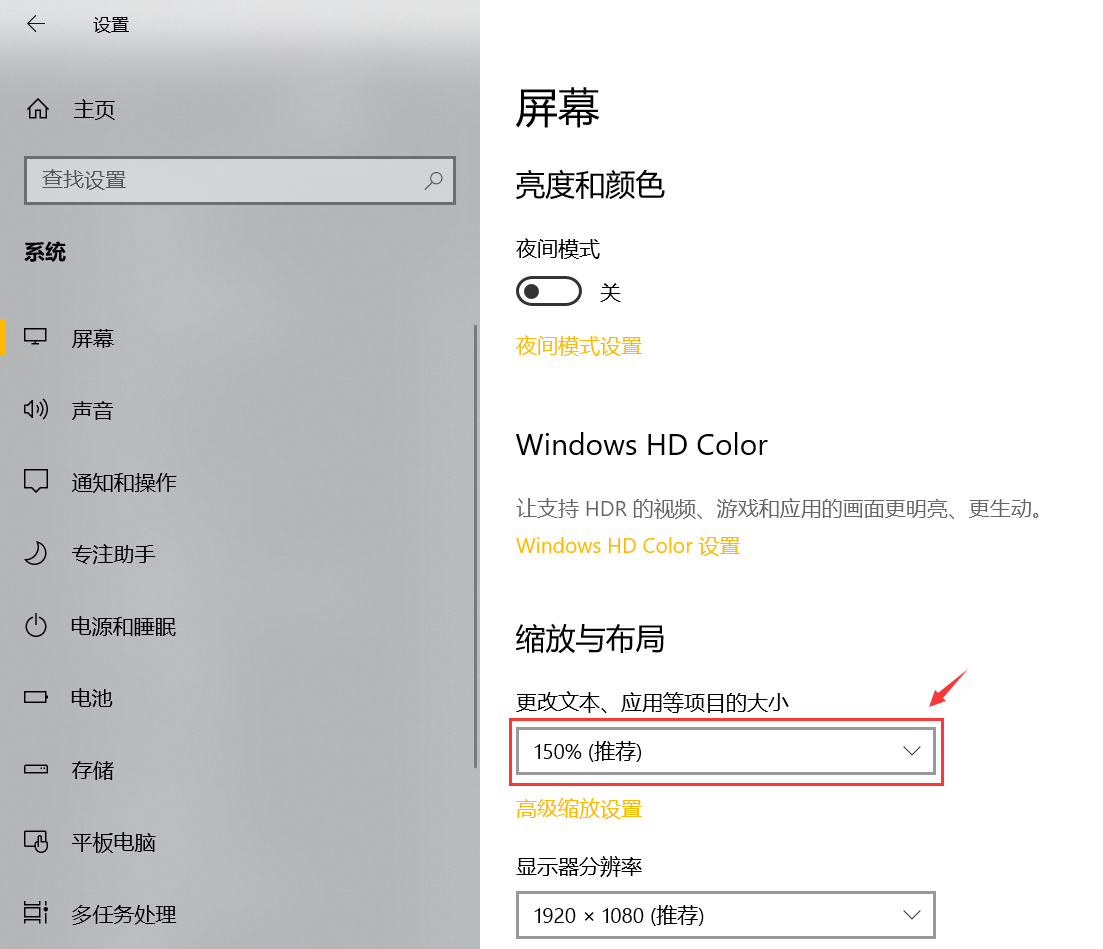 设置
主页
查找设置
系统
屏幕
声音
通知和操作
专注助手
电源和睡眠
电池
存储
平板电脑
多任务处理
屏幕
亮度和颜色
夜间模式
关
夜间模式设置
Windows HD Color
让支持 HDR 的视频、游戏和应用的画面更明亮、更生动。
Windows HD Color 设置
缩放与布局
更改文本、应用等项目的大小
150% (推荐)
高级缩放设置
显示器分辨率
1920 × 1080 (推荐)